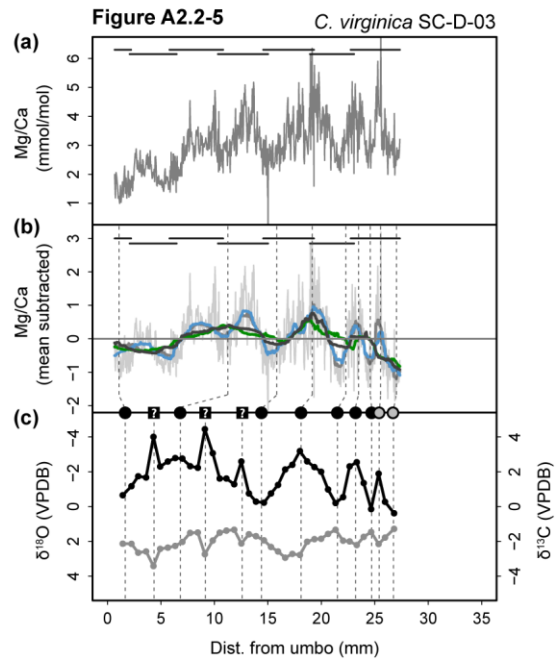 Figure A2.2-5
C. virginica SC-D-03
(a)
6
5
4
3
2
1
Mg/Ca
(mmol/mol)
(b)
3
2
1
0
−1
−2
Mg/Ca
(mean subtracted)
? ? ?
(c)
−4
−2
0
2
4
δ18O (VPDB)
4
2
0
−2
−4
δ13C (VPDB)
0 5 10 15 20 25 30 35
Dist. from umbo (mm)